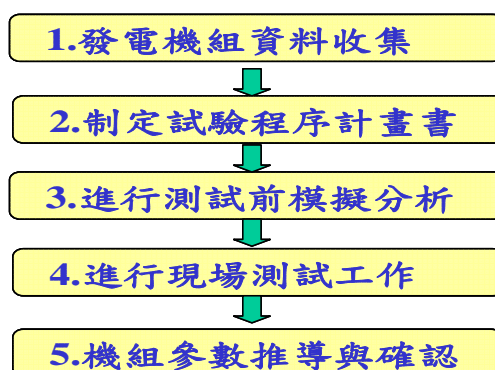 1.發電機組資料收集
2.制定試驗程序計畫書
3.進行測試前模擬分析
4.進行現場測試工作
5.機組參數推導與確認